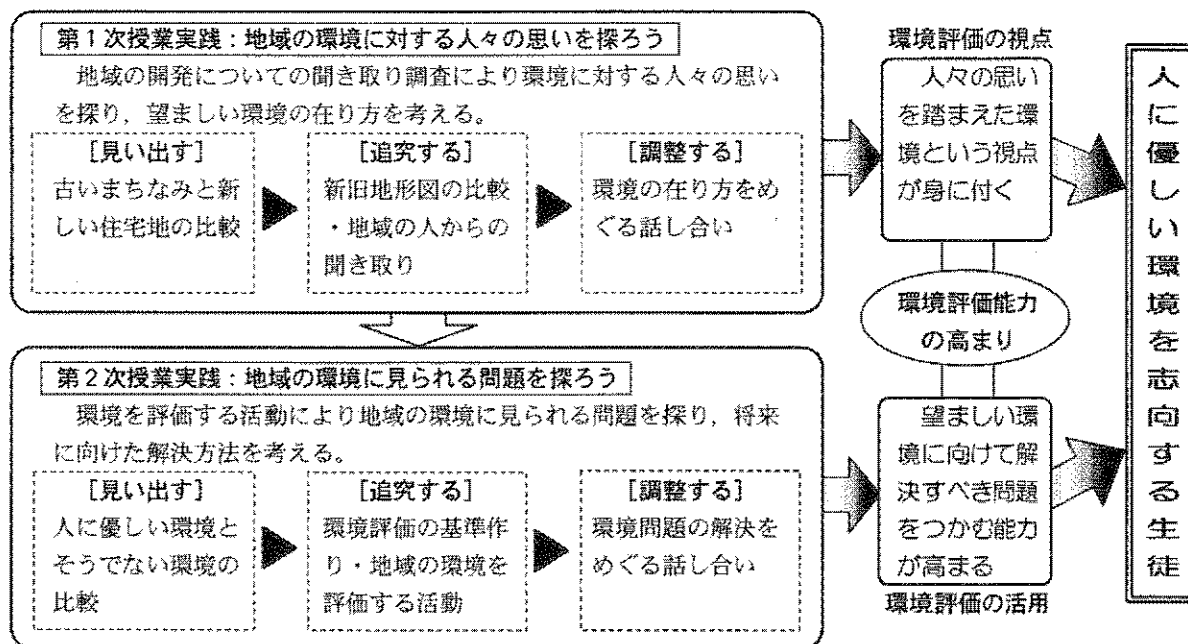 第1次授業実践：地域の環境に対する人々の思いを探ろう
地域の開発についての聞き取り調査により環境に対する人々の思い
を探り，望ましい環境の在り方を考える。
［見い出す］
古いまちなみと新
しい住宅地の比較
［追究する］
新旧地形図の比較
・地域の人からの
聞き取り
［調整する］
環境の在り方をめ
ぐる話し合い
第2次授業実践：地域の環境に見られる問題を探ろう
環境を評価する活動により地域の環境に見られる問題を探り，将来
に向けた解決方法を考える。
［見い出す］
人に優しい環境と
そうでない環境の
比較
［追究する］
環境評価の基準作
り・地域の環境を
評価する活動
［調整する］
環境問題の解決を
めぐる話し合い
環境評価の視点
人々の思い
を踏まえた環
境という視点
が身に付く
環境評価能力
の高まり
望ましい環
境に向けて解
決すべき問題
をつかむ能力
が高まる
環境評価の活用
人に優しい環境を志向する生徒